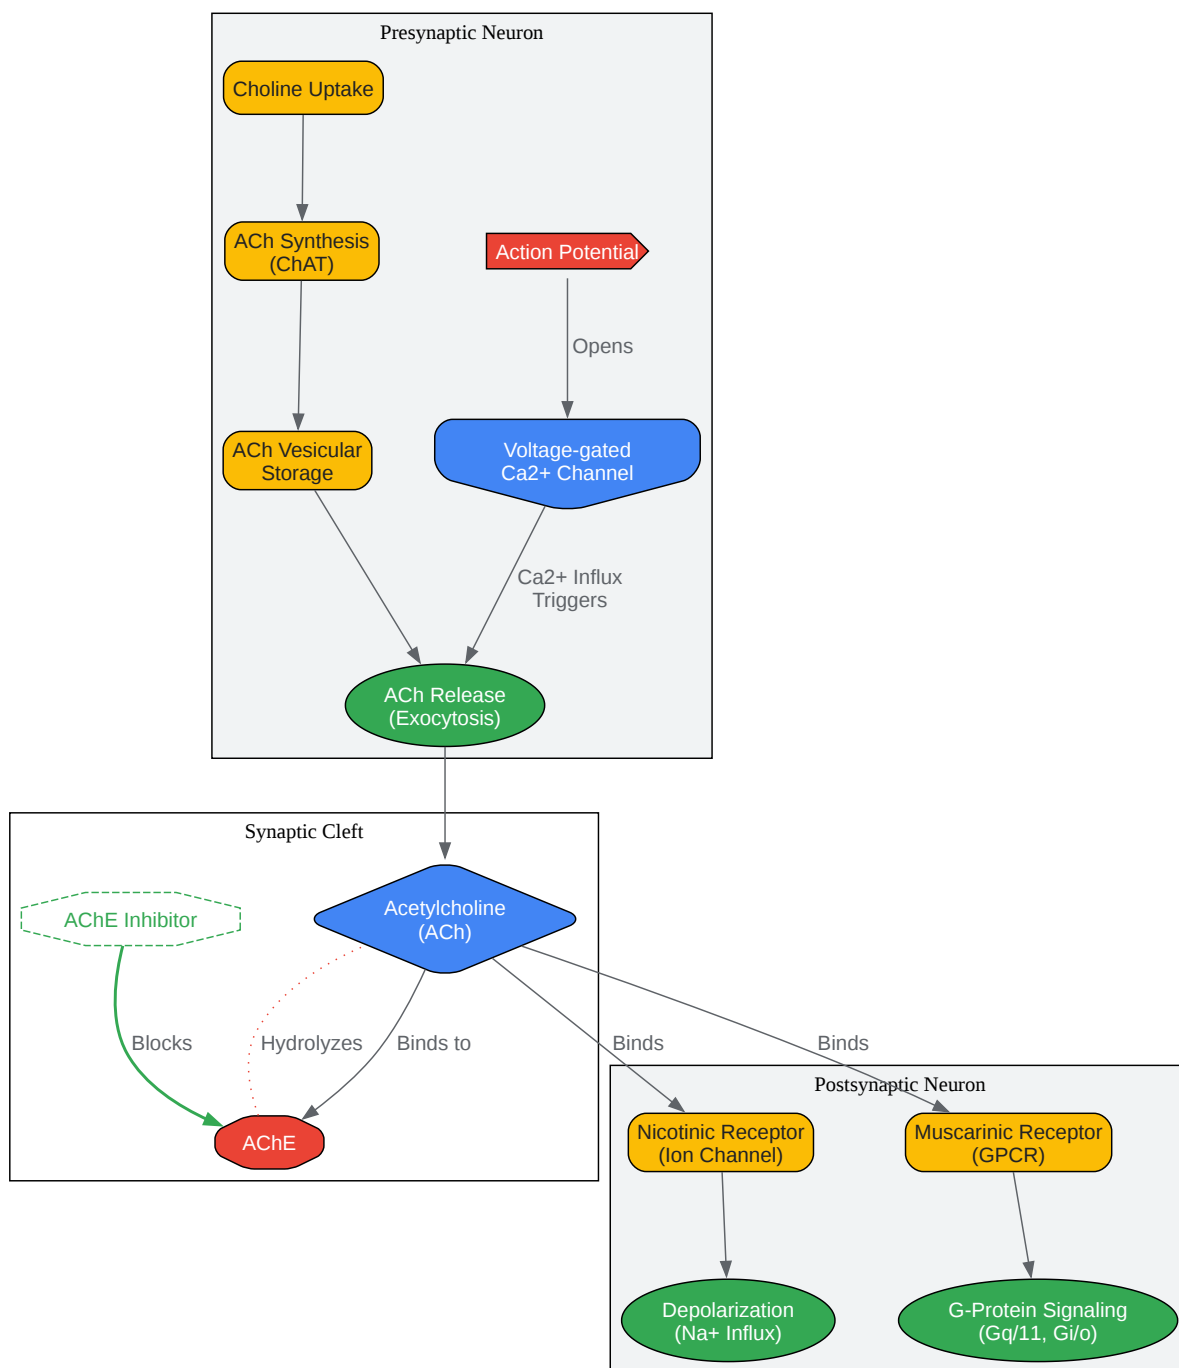 Presynaptic Neuron
Choline Uptake
ACh Synthesis
(ChAT)
Action Potential
Opens
ACh Vesicular
Storage
Voltage-gated
Ca2+ Channel
Ca2+ Influx
Triggers
ACh Release
(Exocytosis)
Synaptic Cleft
AChE Inhibitor
Acetylcholine
(ACh)
Blocks
Hydrolyzes
Binds to
Binds
Binds
AChE
Postsynaptic Neuron
Nicotinic Receptor
(Ion Channel)
Muscarinic Receptor
(GPCR)
Depolarization
(Na+ Influx)
G-Protein Signaling
(Gq/11, Gi/o)